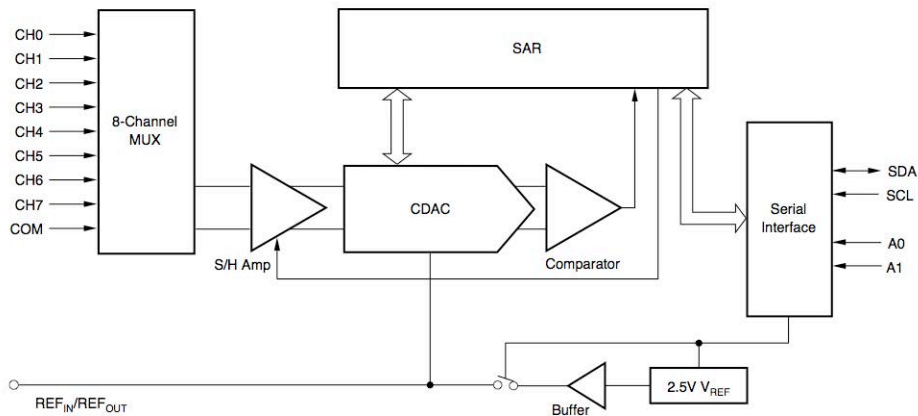 CH0
CH1
CH2
CH3
CH4
CH5
CH6
CH7
COM
8-Channel
MUX
SAR
S/H Amp
CDAC
Comparator
Serial
Interface
SDA
SCL
A0
A1
REFIN/REFOUT
Buffer
2.5V VREF